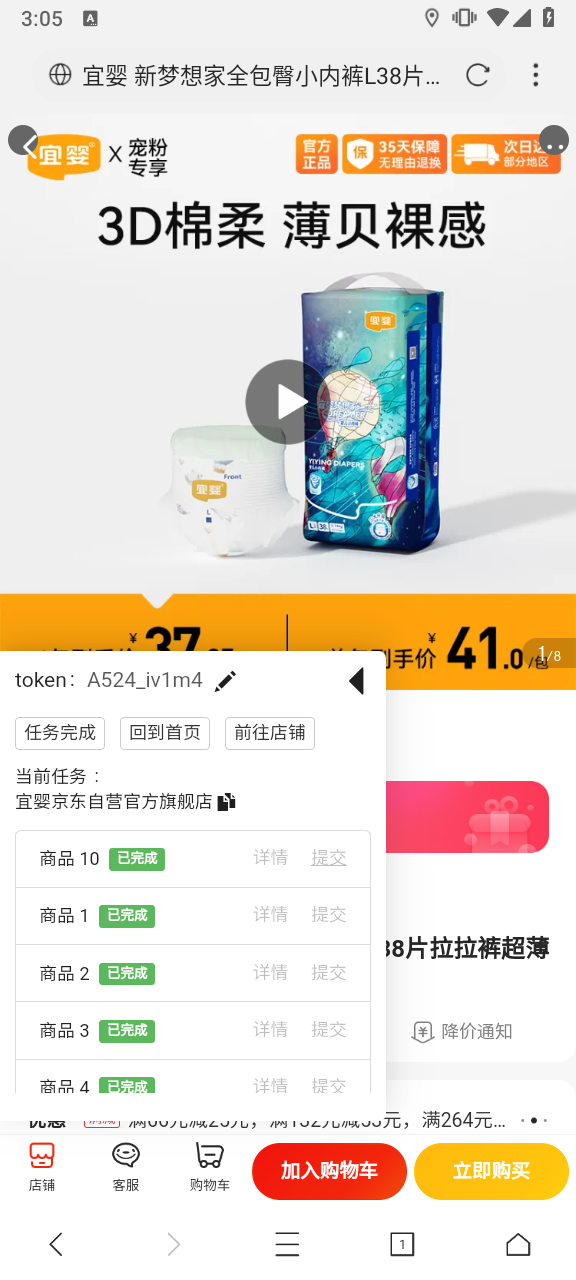 3:05
A
宜婴 新梦想家全包臀小内裤L38片...
宜婴® X 宠粉专享
官方正品
保 35天保障 无理由退换
次日达 部分地区
3D棉柔 薄贝裸感
宜婴
YIYING DIAPERS
L 38
Front
宜婴
L
¥ 37
¥ 41.0/包
到手价
1/8
token： A524_iv1m4
任务完成 回到首页 前往店铺
当前任务：
宜婴京东自营官方旗舰店
商品 10 已完成 详情 提交
商品 1 已完成 详情 提交
商品 2 已完成 详情 提交
商品 3 已完成 详情 提交
商品 4 已完成 详情 提交
38片拉拉裤超薄
降价通知
优惠 满减 满66元减25元，满132元减53元，满264元...
店铺 客服 购物车 加入购物车 立即购买
1